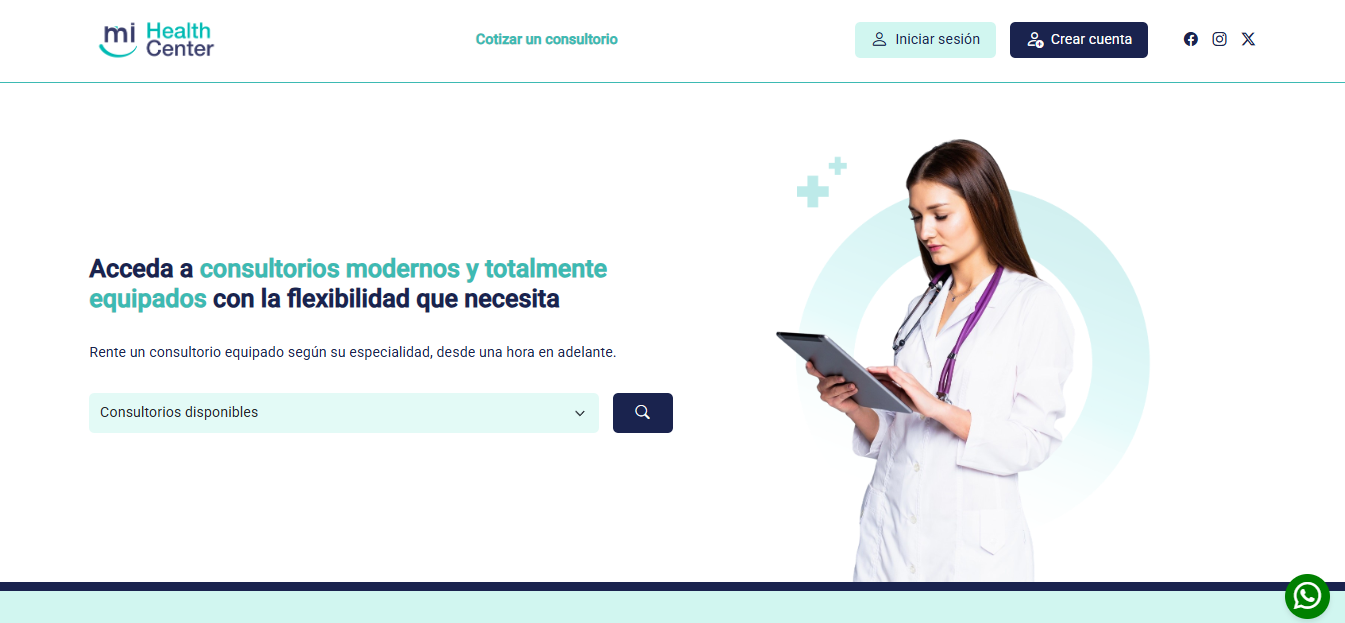 mi Health
Center
Cotizar un consultorio
Iniciar sesión
Crear cuenta
Acceda a consultorios modernos y totalmente
equipados con la flexibilidad que necesita
Rente un consultorio equipado según su especialidad, desde una hora en adelante.
Consultorios disponibles